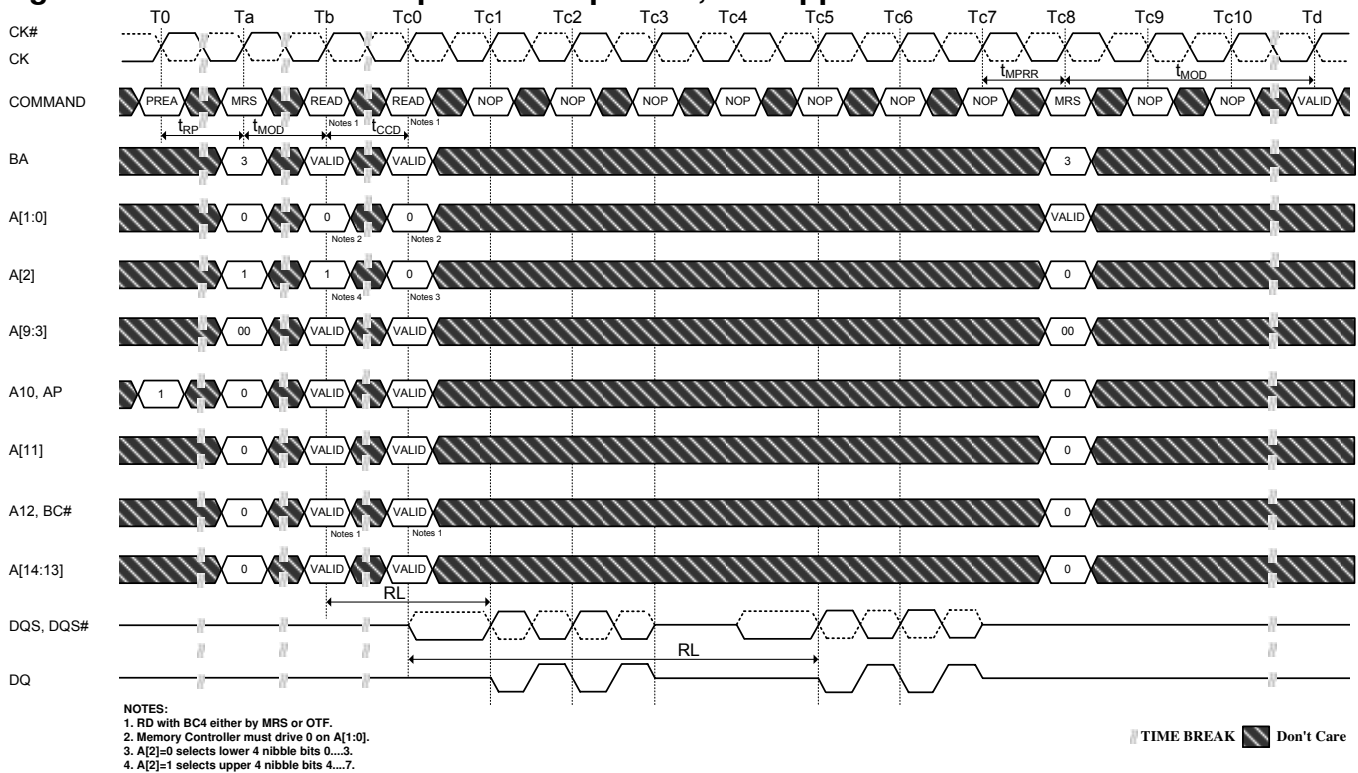 T0 Ta Tb Tc0 Tc1 Tc2 Tc3 Tc4 Tc5 Tc6 Tc7 Tc8 Tc9 Tc10 Td
CK#
CK
tMPRR tMOD
COMMAND PREA MRS READ READ NOP NOP NOP NOP NOP NOP NOP MRS NOP NOP VALID
Notes 1 Notes 1
tRP tMOD tCCD
BA 3 VALID VALID 3
A[1:0] 0 0 0 VALID
Notes 2 Notes 2
A[2] 1 1 0 0
Notes 4 Notes 3
A[9:3] 00 VALID VALID 00
A10, AP 1 0 VALID VALID 0
A[11] 0 VALID VALID 0
A12, BC# 0 VALID VALID 0
Notes 1 Notes 1
A[14:13] 0 VALID VALID 0
RL
DQS, DQS#
RL
DQ
NOTES:
1. RD with BC4 either by MRS or OTF.
2. Memory Controller must drive 0 on A[1:0].
3. A[2]=0 selects lower 4 nibble bits 0....3.
4. A[2]=1 selects upper 4 nibble bits 4....7.
TIME BREAK Don't Care